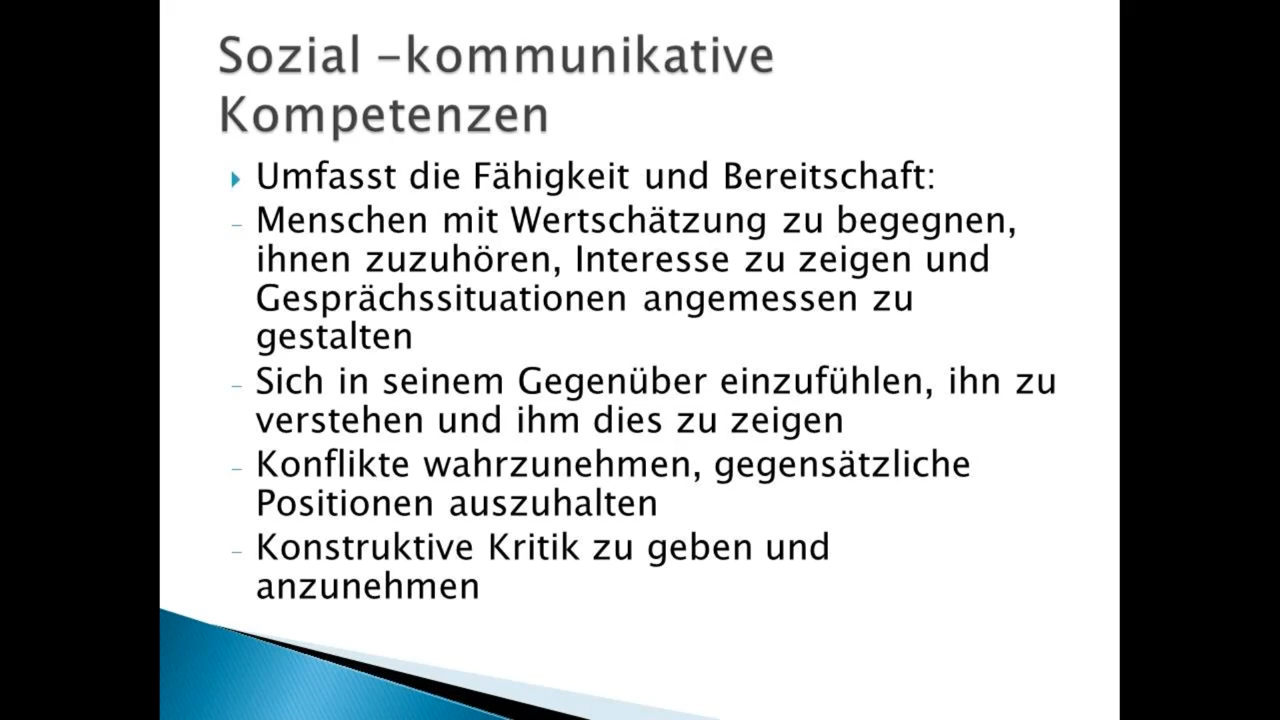 Sozial -kommunikative
Kompetenzen
Umfasst die Fähigkeit und Bereitschaft:
- Menschen mit Wertschätzung zu begegnen,
ihnen zuzuhören, Interesse zu zeigen und
Gesprächssituationen angemessen zu
gestalten
- Sich in seinem Gegenüber einzufühlen, ihn zu
verstehen und ihm dies zu zeigen
- Konflikte wahrzunehmen, gegensätzliche
Positionen auszuhalten
- Konstruktive Kritik zu geben und
anzunehmen